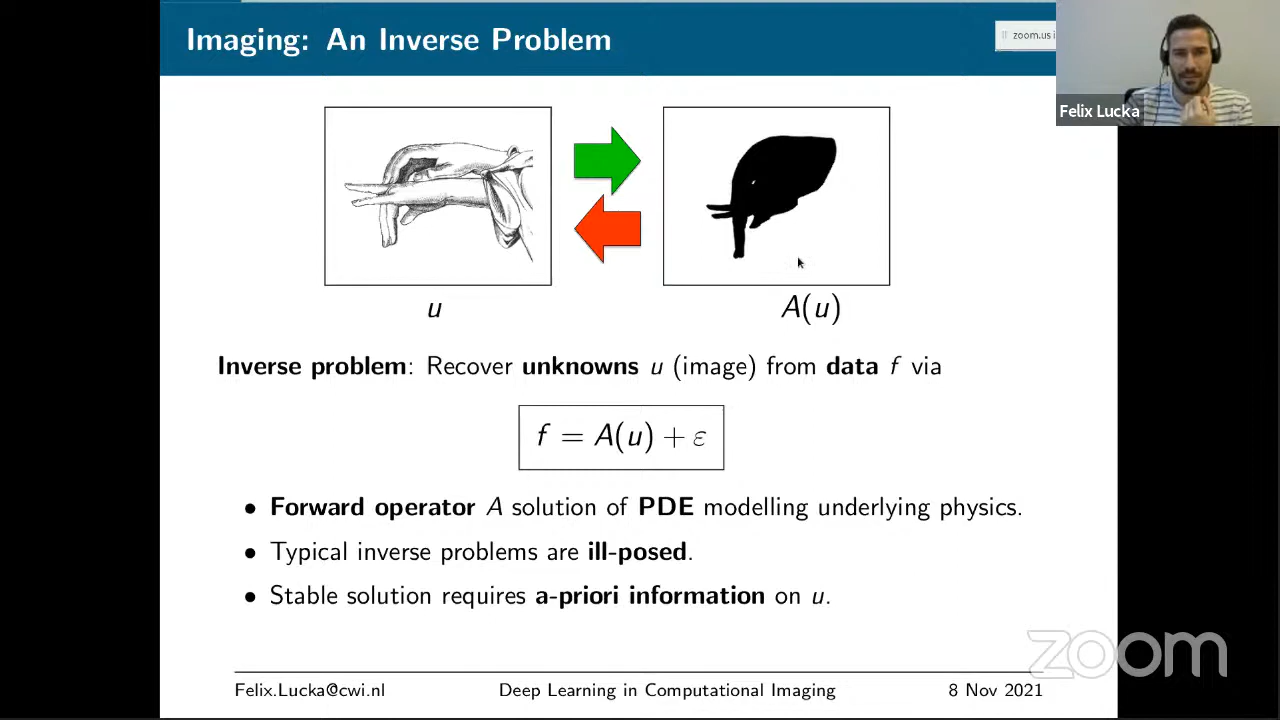 Imaging: An Inverse Problem
zoom.us i
Felix Lucka
u
A(u)
Inverse problem: Recover unknowns u (image) from data f via
f = A(u) + ε
• Forward operator A solution of PDE modelling underlying physics.
• Typical inverse problems are ill-posed.
• Stable solution requires a-priori information on u.
zoom
Felix.Lucka@cwi.nl
Deep Learning in Computational Imaging
8 Nov 2021